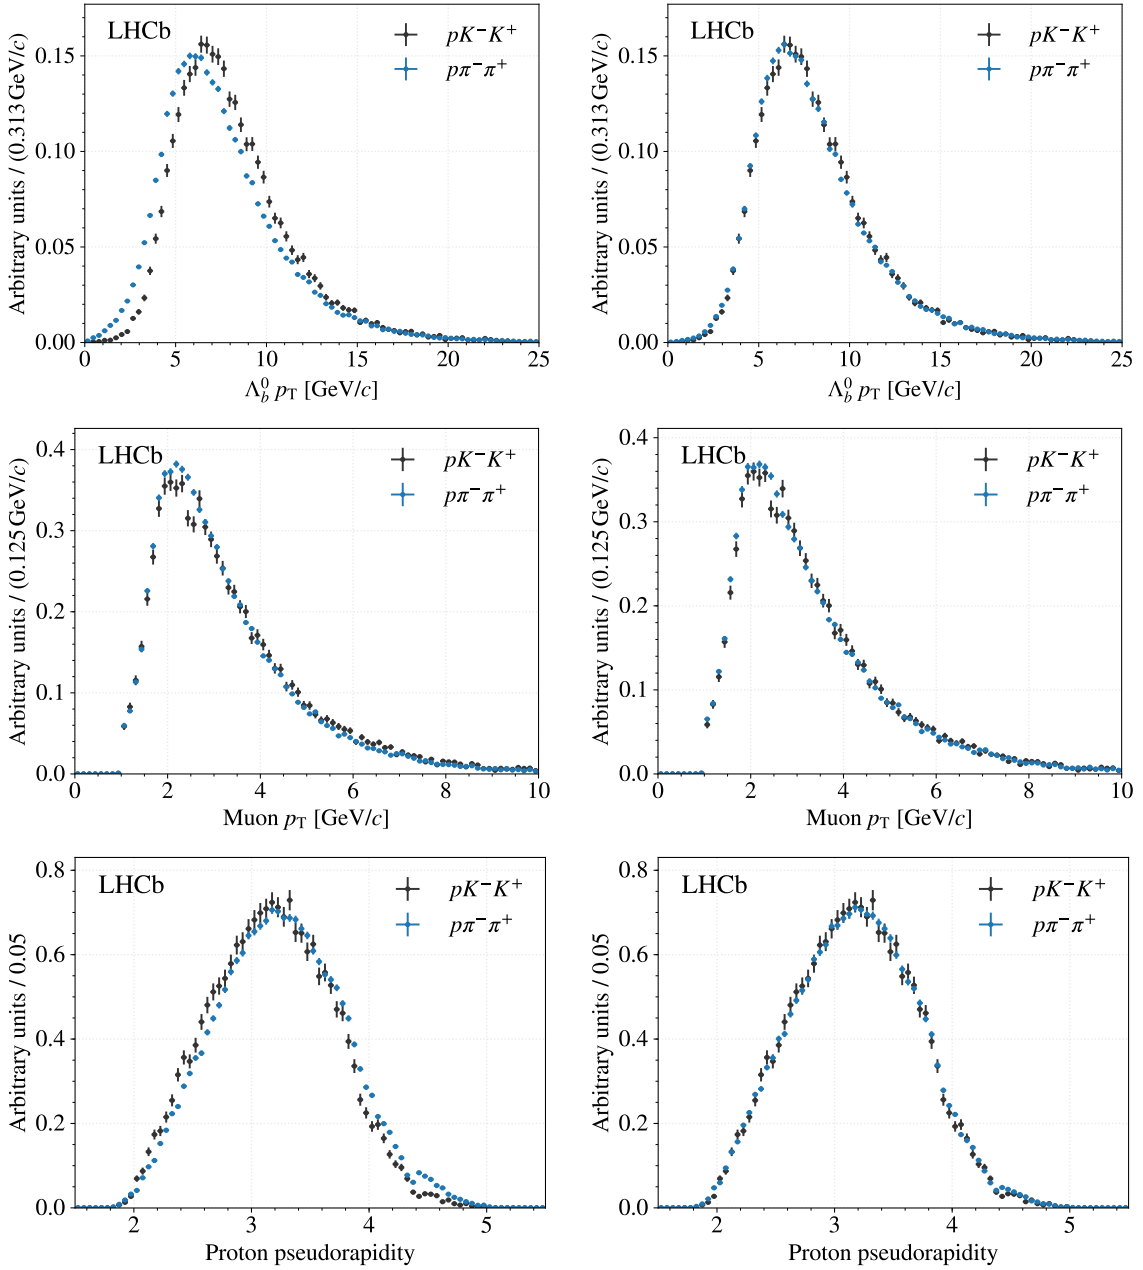 LHCb
pK⁻K⁺
pπ⁻π⁺
Arbitrary units / (0.313 GeV/c)
0.15
0.10
0.05
0.00
0 5 10 15 20 25
Λ_b^0 p_T [GeV/c]
LHCb
pK⁻K⁺
pπ⁻π⁺
Arbitrary units / (0.313 GeV/c)
0.15
0.10
0.05
0.00
0 5 10 15 20 25
Λ_b^0 p_T [GeV/c]
LHCb
pK⁻K⁺
pπ⁻π⁺
Arbitrary units / (0.125 GeV/c)
0.4
0.3
0.2
0.1
0.0
0 2 4 6 8 10
Muon p_T [GeV/c]
LHCb
pK⁻K⁺
pπ⁻π⁺
Arbitrary units / (0.125 GeV/c)
0.4
0.3
0.2
0.1
0.0
0 2 4 6 8 10
Muon p_T [GeV/c]
LHCb
pK⁻K⁺
pπ⁻π⁺
Arbitrary units / 0.05
0.8
0.6
0.4
0.2
0.0
2 3 4 5
Proton pseudorapidity
LHCb
pK⁻K⁺
pπ⁻π⁺
Arbitrary units / 0.05
0.8
0.6
0.4
0.2
0.0
2 3 4 5
Proton pseudorapidity